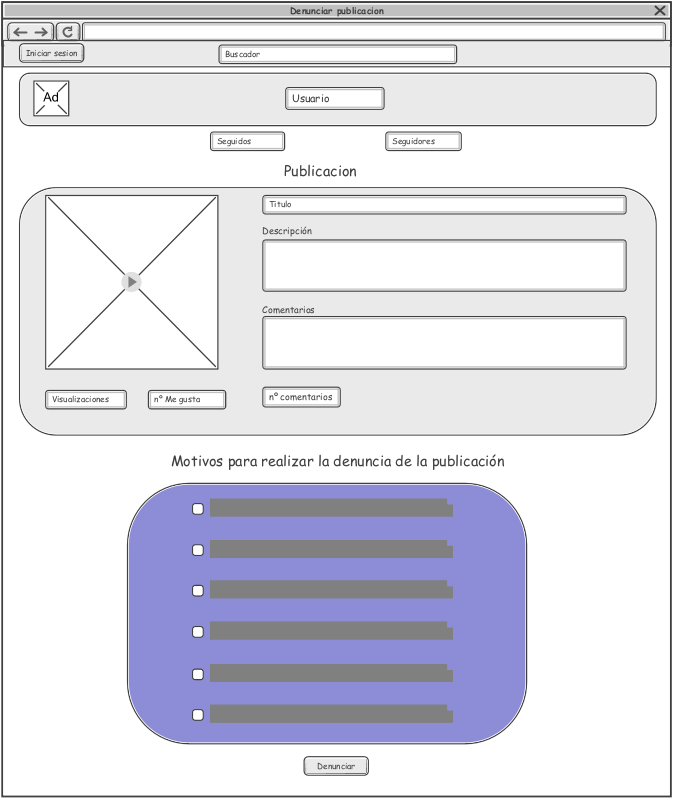 Denunciar publicacion
Iniciar sesion
Buscador
Ad
Usuario
Seguidos
Seguidores
Publicacion
Titulo
Descripción
Comentarios
Visualizaciones
nº Me gusta
nº comentarios
Motivos para realizar la denuncia de la publicación
Denunciar